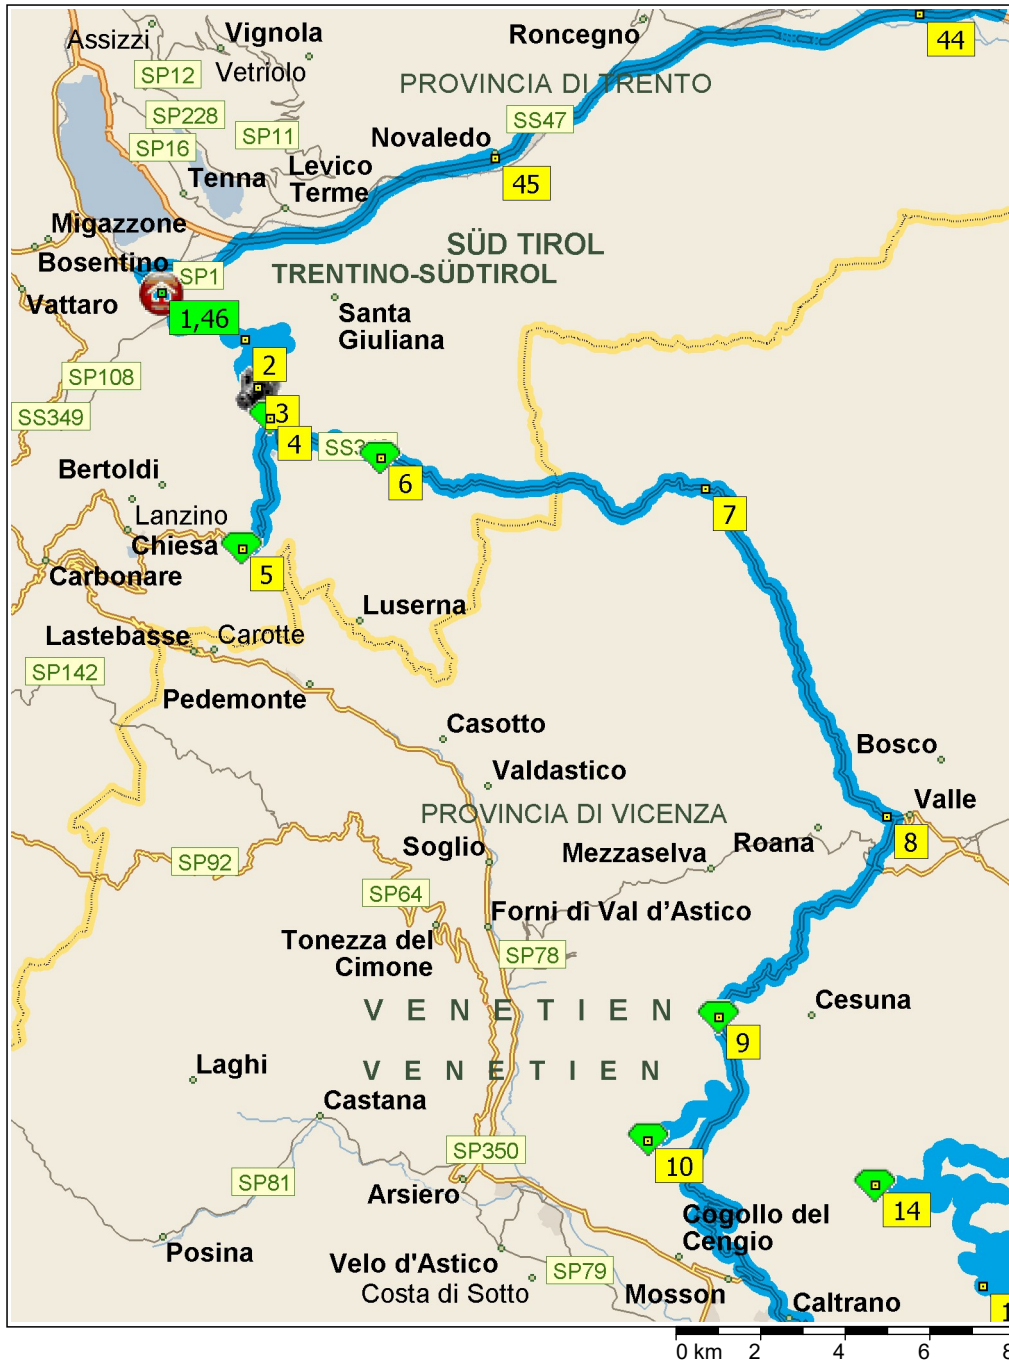 Assizzi
Vignola
Roncegno
44
SP12
Vetriolo
PROVINCIA DI TRENTO
SP228
SP11
SS47
SP16
Novaledo
Levico
Terme
Tenna
45
Migazzone
SÜD TIROL
Bosentino
SP1
TRENTINO-SÜDTIROL
Vattaro
1,46
Santa
Giuliana
2
SP108
3
SS349
4
6
Bertoldi
7
Lanzino
Chiesa
5
Carbonare
Luserna
Lastebasse
Carotte
SP142
Pedemonte
Casotto
Bosco
Valdastico
Valle
PROVINCIA DI VICENZA
8
Roana
Soglio
Mezzaselva
SP92
SP64
Forni di Val d'Astico
Tonezza del
Cimone
SP78
VENETIEN
Cesuna
9
Laghi
VENETIEN
Castana
SP350
10
SP81
Arsiero
14
Cogollo del
Cengio
Posina
Velo d'Astico
SP79
Costa di Sotto
Mosson
Caltrano
0 km 2 4 6 8